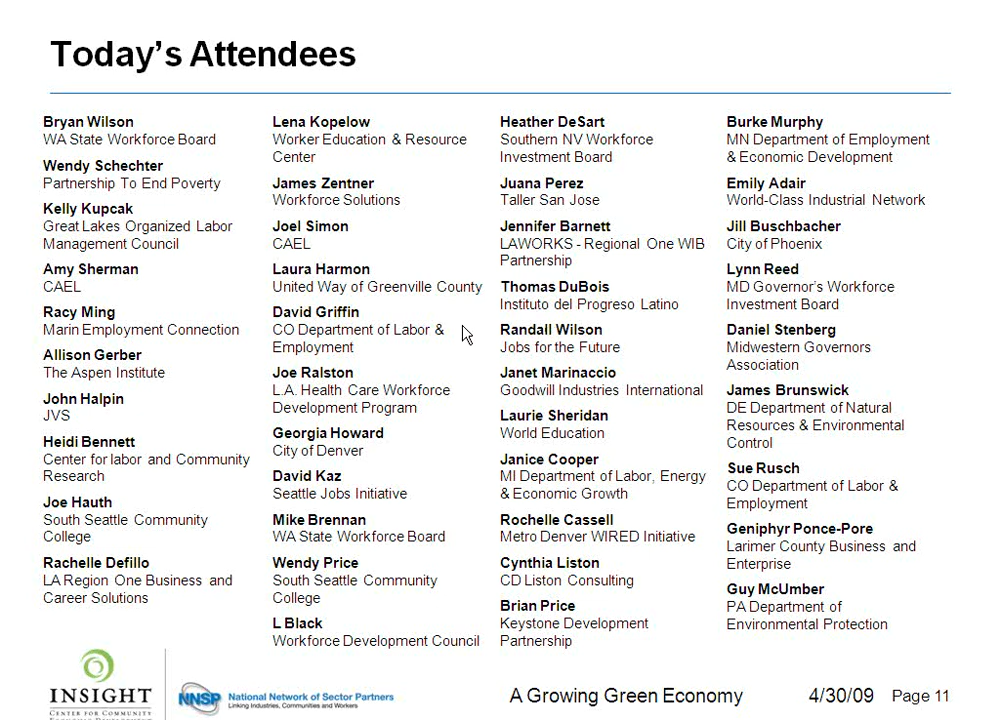 Today's Attendees
Bryan Wilson
WA State Workforce Board
Wendy Schechter
Partnership To End Poverty
Kelly Kupcak
Great Lakes Organized Labor
Management Council
Amy Sherman
CAEL
Racy Ming
Marin Employment Connection
Allison Gerber
The Aspen Institute
John Halpin
JVS
Heidi Bennett
Center for labor and Community
Research
Joe Hauth
South Seattle Community
College
Rachelle Defillo
LA Region One Business and
Career Solutions
Lena Kopelow
Worker Education & Resource
Center
James Zentner
Workforce Solutions
Joel Simon
CAEL
Laura Harmon
United Way of Greenville County
David Griffin
CO Department of Labor &
Employment
Joe Ralston
L.A. Health Care Workforce
Development Program
Georgia Howard
City of Denver
David Kaz
Seattle Jobs Initiative
Mike Brennan
WA State Workforce Board
Wendy Price
South Seattle Community
College
L Black
Workforce Development Council
Heather DeSart
Southern NV Workforce
Investment Board
Juana Perez
Taller San Jose
Jennifer Barnett
LAWORKS - Regional One WIB
Partnership
Thomas DuBois
Instituto del Progreso Latino
Randall Wilson
Jobs for the Future
Janet Marinaccio
Goodwill Industries International
Laurie Sheridan
World Education
Janice Cooper
MI Department of Labor, Energy
& Economic Growth
Rochelle Cassell
Metro Denver WIRED Initiative
Cynthia Liston
CD Liston Consulting
Brian Price
Keystone Development
Partnership
Burke Murphy
MN Department of Employment
& Economic Development
Emily Adair
World-Class Industrial Network
Jill Buschbacher
City of Phoenix
Lynn Reed
MD Governor's Workforce
Investment Board
Daniel Stenberg
Midwestern Governors
Association
James Brunswick
DE Department of Natural
Resources & Environmental
Control
Sue Rusch
CO Department of Labor &
Employment
Geniphyr Ponce-Pore
Larimer County Business and
Enterprise
Guy McUmber
PA Department of
Environmental Protection
INSIGHT
CENTER FOR COMMUNITY
NNSP
National Network of Sector Partners
Linking Industries, Communities and Workers
A Growing Green Economy
4/30/09
Page 11